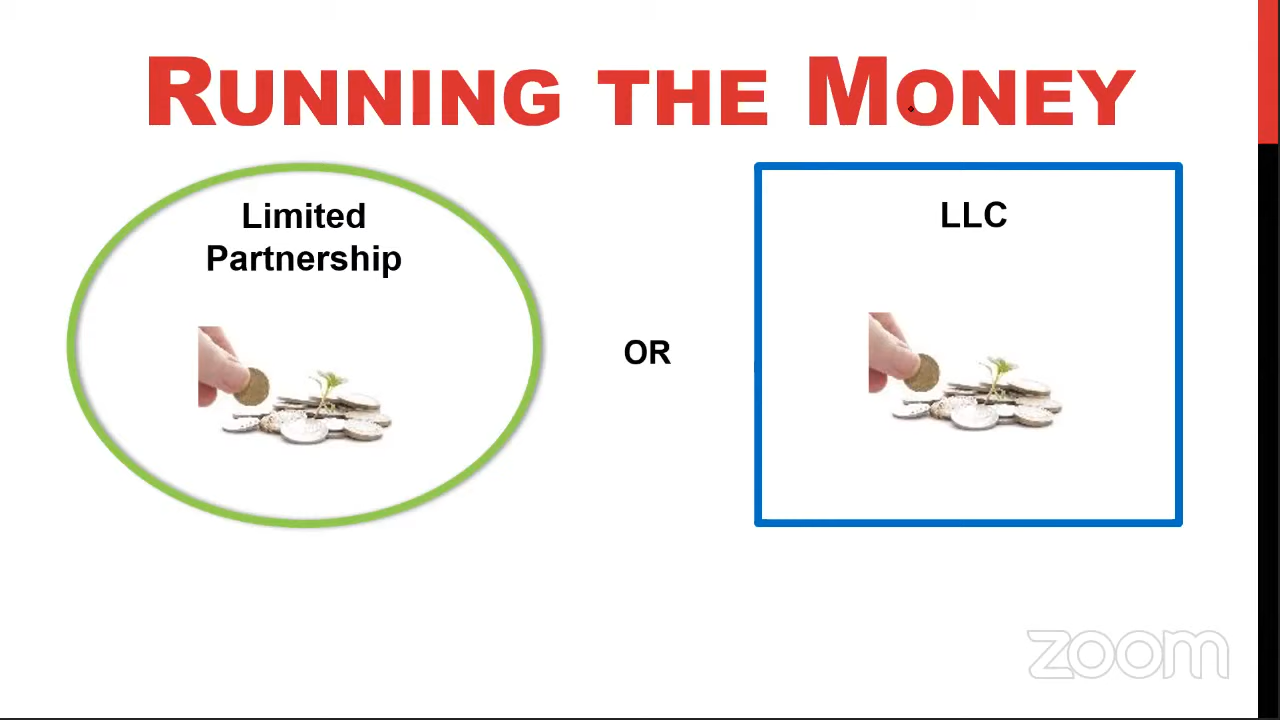 RUNNING THE MONEY
Limited
Partnership
LLC
OR
zoom